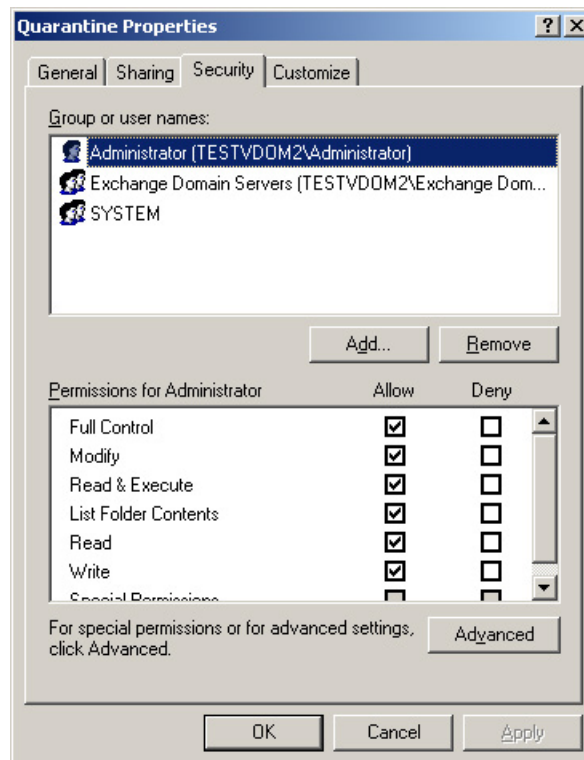 Quarantine Properties
General Sharing Security Customize
Group or user names:
Administrator (TESTVDOM2\Administrator)
Exchange Domain Servers (TESTVDOM2\Exchange Dom...
SYSTEM
Add... Remove
Permissions for Administrator Allow Deny
Full Control
Modify
Read & Execute
List Folder Contents
Read
Write
Special Permissions
For special permissions or for advanced settings,
click Advanced.
Advanced
OK Cancel Apply